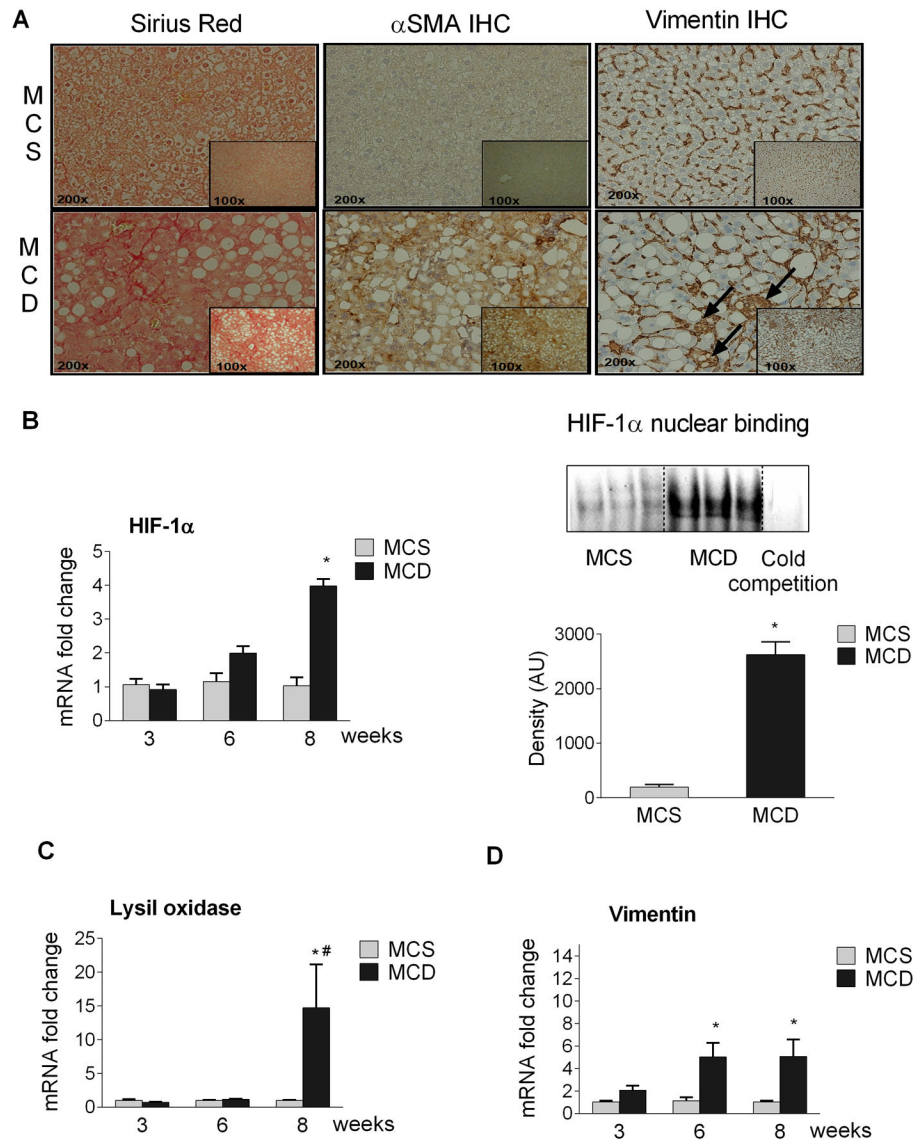 A
Sirius Red
αSMA IHC
Vimentin IHC
M
C
S
200x
100x
200x
100x
200x
100x
M
C
D
200x
100x
200x
100x
200x
100x
B
HIF-1α
mRNA fold change
5
4
3
2
1
0
3
6
8
weeks
MCS
MCD
*
HIF-1α nuclear binding
MCS
MCD
Cold
competition
Density (AU)
3000
2000
1000
0
MCS
MCD
*
MCS
MCD
C
Lysil oxidase
mRNA fold change
25
20
15
10
5
0
3
6
8
weeks
*#
MCS
MCD
D
Vimentin
mRNA fold change
14
12
10
8
6
4
2
0
3
6
8
weeks
*
*
MCS
MCD